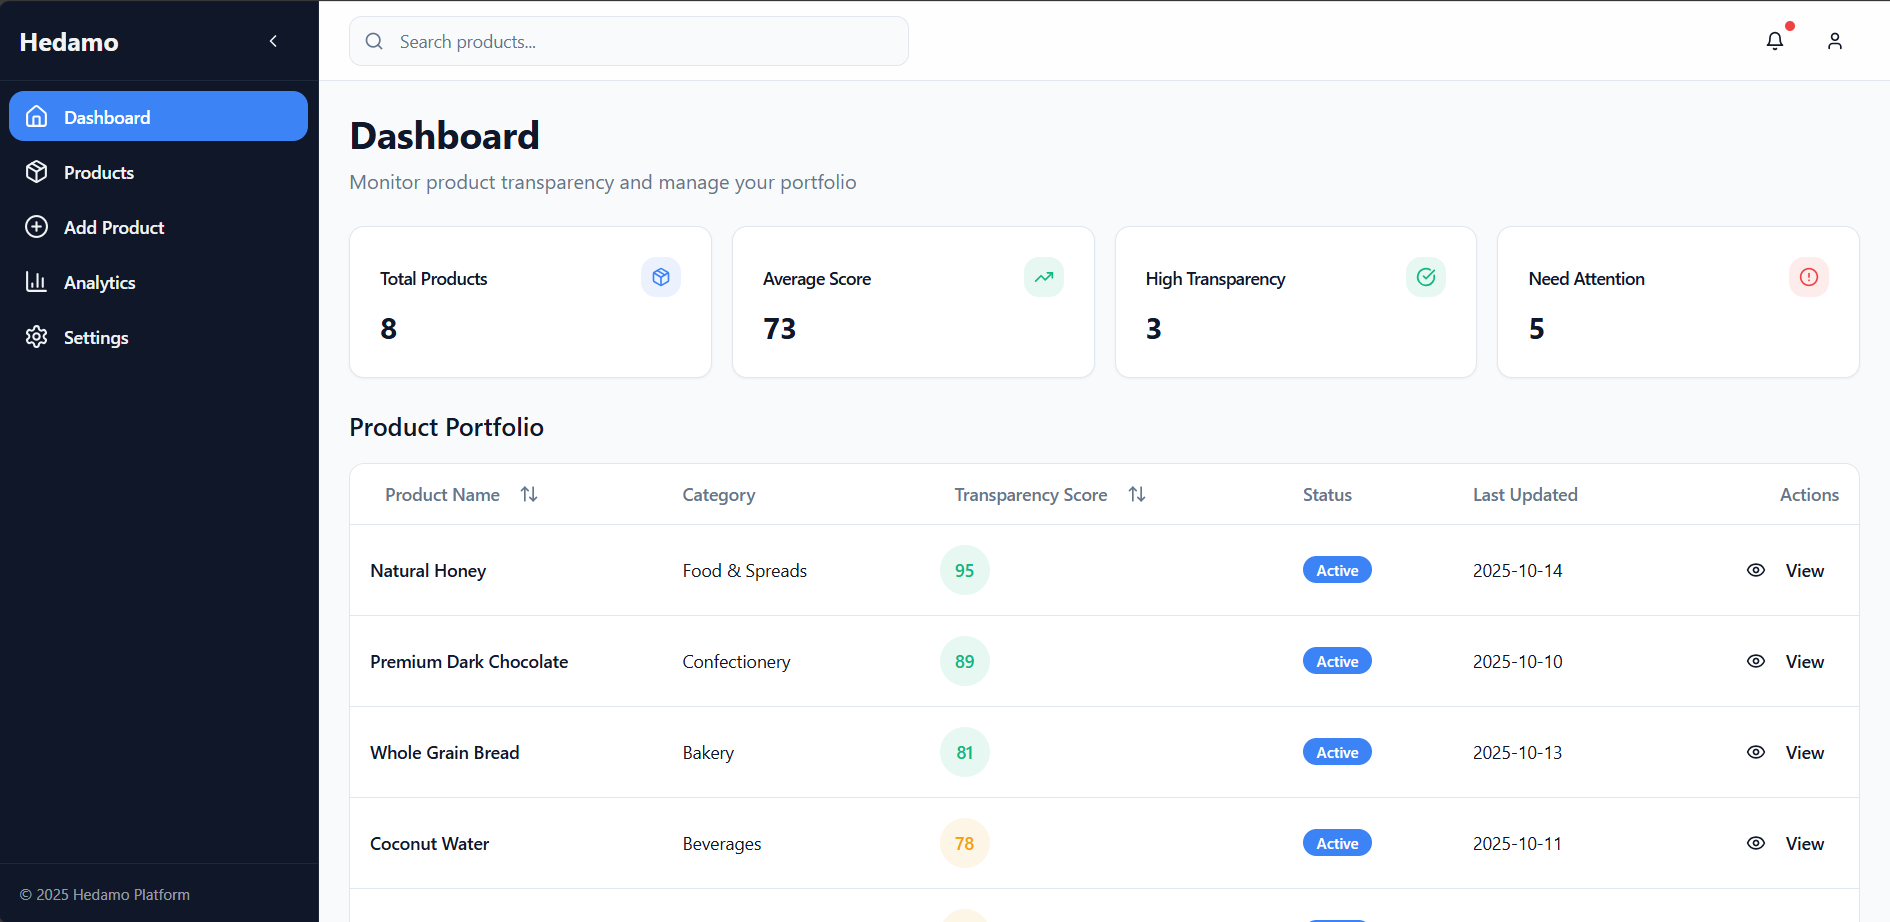 Hedamo
Search products...
Dashboard
Products
Add Product
Analytics
Settings
© 2025 Hedamo Platform
Dashboard
Monitor product transparency and manage your portfolio
Total Products
8
Average Score
73
High Transparency
3
Need Attention
5
Product Portfolio
Product Name Category Transparency Score Status Last Updated Actions
Natural Honey Food & Spreads 95 Active 2025-10-14 View
Premium Dark Chocolate Confectionery 89 Active 2025-10-10 View
Whole Grain Bread Bakery 81 Active 2025-10-13 View
Coconut Water Beverages 78 Active 2025-10-11 View